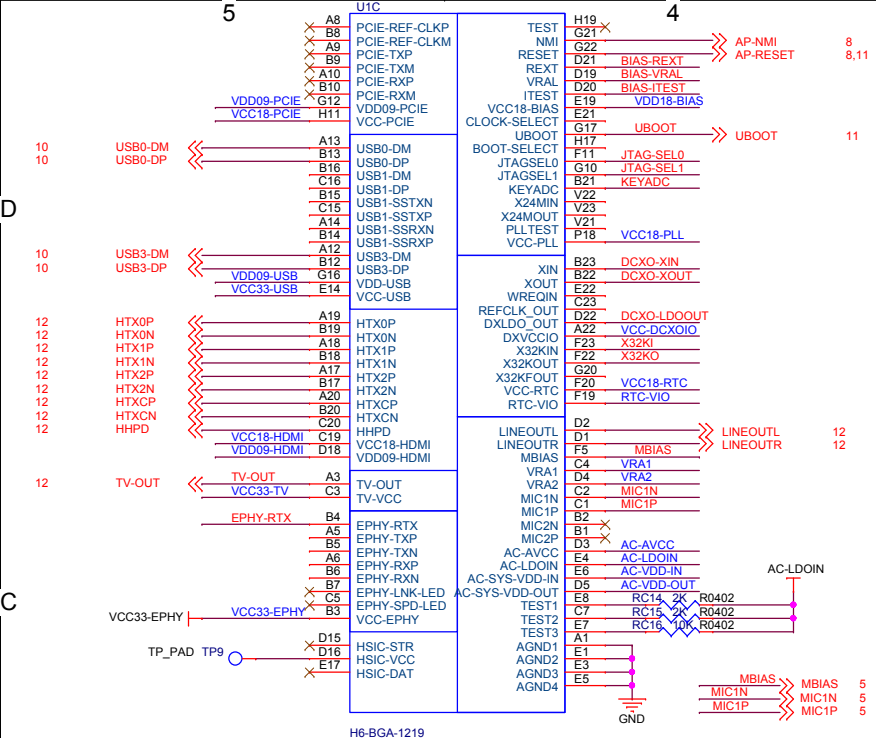 5 4
U1C
A8 PCIE-REF-CLKP TEST H19
B8 PCIE-REF-CLKM NMI G21 AP-NMI 8
A9 PCIE-TXP RESET G22 AP-RESET 8,11
B9 PCIE-TXM REXT D21 BIAS-REXT
A10 PCIE-RXP VRAL D19 BIAS-VRAL
B10 PCIE-RXM ITEST D20 BIAS-ITEST
VDD09-PCIE G12 VDD09-PCIE VCC18-BIAS E19 VDD18-BIAS
VCC18-PCIE H11 VCC-PCIE CLOCK-SELECT E21
UBOOT G17 UBOOT UBOOT 11
10 USB0-DM A13 USB0-DM BOOT-SELECT H17
10 USB0-DP B13 USB0-DP JTAGSEL0 F11 JTAG-SEL0
B16 USB1-DM JTAGSEL1 G10 JTAG-SEL1
C16 USB1-DP KEYADC B21 KEYADC
B15 USB1-SSTXN X24MIN V22
C15 USB1-SSTXP X24MOUT V23
A14 USB1-SSRXN PLLTEST V21
B14 USB1-SSRXP VCC-PLL P18 VCC18-PLL
10 USB3-DM A12 USB3-DM
10 USB3-DP B12 USB3-DP XIN B23 DCXO-XIN
VDD09-USB G16 VDD-USB XOUT B22 DCXO-XOUT
VCC33-USB E14 VCC-USB WREQIN E22
REFCLK_OUT C23
12 HTX0P A19 HTX0P DXLDO_OUT D22 DCXO-LDOOUT
12 HTX0N B19 HTX0N DXVCCIO A22 VCC-DCXOIO
12 HTX1P A18 HTX1P X32KIN F23 X32KI
12 HTX1N B18 HTX1N X32KOUT F22 X32KO
12 HTX2P A17 HTX2P X32KFOUT G20
12 HTX2N B17 HTX2N VCC-RTC F20 VCC18-RTC
12 HTXCP A20 HTXCP RTC-VIO F19 RTC-VIO
12 HTXCN B20 HTXCN
12 HHPD C20 HHPD LINEOUTL D2 LINEOUTL 12
VCC18-HDMI C19 VCC18-HDMI LINEOUTR D1 LINEOUTR 12
VDD09-HDMI D18 VDD09-HDMI MBIAS F5 MBIAS
VRA1 C4 VRA1
12 TV-OUT TV-OUT A3 TV-OUT VRA2 D4 VRA2
VCC33-TV C3 TV-VCC MIC1N C2 MIC1N
MIC1P C1 MIC1P
EPHY-RTX B4 EPHY-RTX MIC2N B2
A5 EPHY-TXP MIC2P B1
B5 EPHY-TXN AC-AVCC D3 AC-AVCC
A6 EPHY-RXP AC-LDOIN E4 AC-LDOIN
B6 EPHY-RXN AC-SYS-VDD-IN E6 AC-VDD-IN AC-LDOIN
B7 EPHY-LNK-LED AC-SYS-VDD-OUT D5 AC-VDD-OUT
C5 EPHY-SPD-LED TEST1 E8 RC14 2K R0402
VCC33-EPHY VCC33-EPHY B3 VCC-EPHY TEST2 C7 RC15 2K R0402
TEST3 E7 RC16 10K R0402
D15 HSIC-STR AGND1 A1
TP_PAD TP9 D16 HSIC-VCC AGND2 E1
E17 HSIC-DAT AGND3 E3
AGND4 E5
GND
MBIAS MBIAS 5
MIC1N MIC1N 5
MIC1P MIC1P 5
D
C
H6-BGA-1219